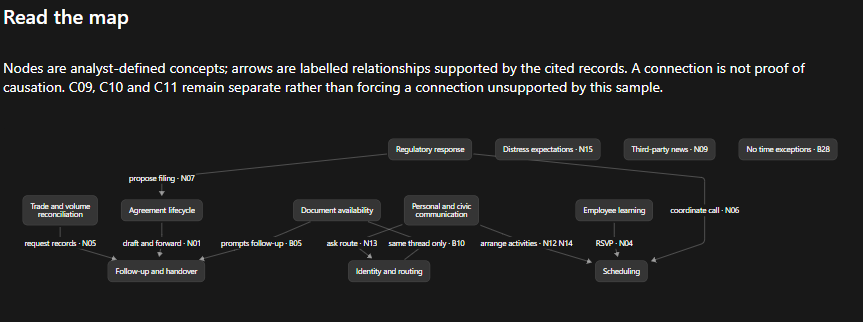 Read the map
Nodes are analyst-defined concepts; arrows are labelled relationships supported by the cited records. A connection is not proof of
causation. C09, C10 and C11 remain separate rather than forcing a connection unsupported by this sample.
Regulatory response
Distress expectations · N15
Third-party news · N09
No time exceptions · B28
propose filing · N07
Trade and volume
reconciliation
Agreement lifecycle
Document availability
Personal and civic
communication
Employee learning
coordinate call · N06
request records · N05
draft and forward · N01
prompts follow-up · B05
ask route · N13
same thread only · B10
arrange activities · N12 N14
RSVP · N04
Follow-up and handover
Identity and routing
Scheduling